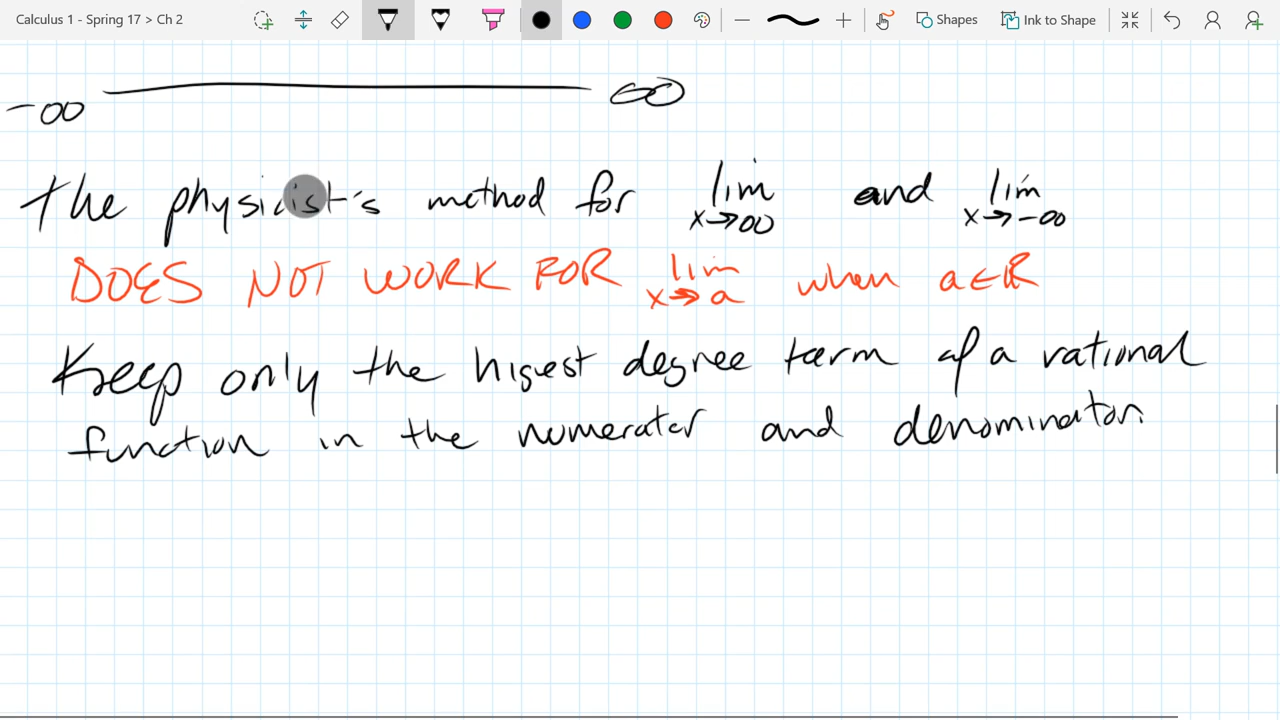 Calculus 1 - Spring 17 > Ch 2
Shapes
Ink to Shape
-∞ ∞
The physicist's method for lim x→∞ and lim x→-∞
DOES NOT WORK FOR lim x→a when a∈ℝ
Keep only the higest degree term of a rational
function in the numerator and denominator.